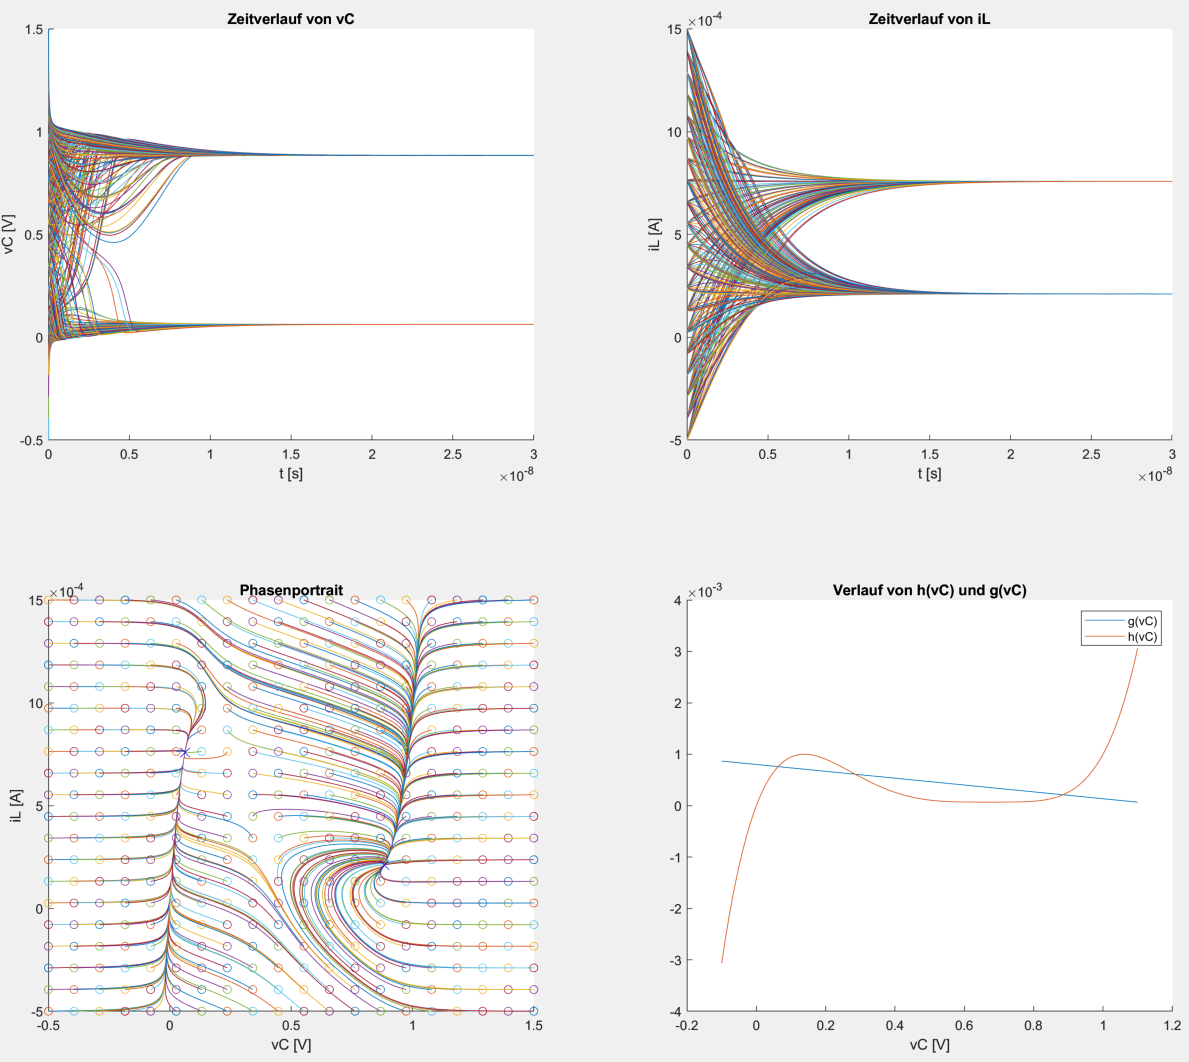 Zeitverlauf von vC
1.5
1
0.5
0
-0.5
vC [V]
0 0.5 1 1.5 2 2.5 3
t [s]
×10-8
Zeitverlauf von iL
×10-4
15
10
5
0
-5
iL [A]
0 0.5 1 1.5 2 2.5 3
t [s]
×10-8
Phasenportrait
×10-4
15
10
5
0
-5
iL [A]
-0.5 0 0.5 1 1.5
vC [V]
Verlauf von h(vC) und g(vC)
×10-3
4
3
2
1
0
-1
-2
-3
-4
g(vC)
h(vC)
-0.2 0 0.2 0.4 0.6 0.8 1 1.2
vC [V]